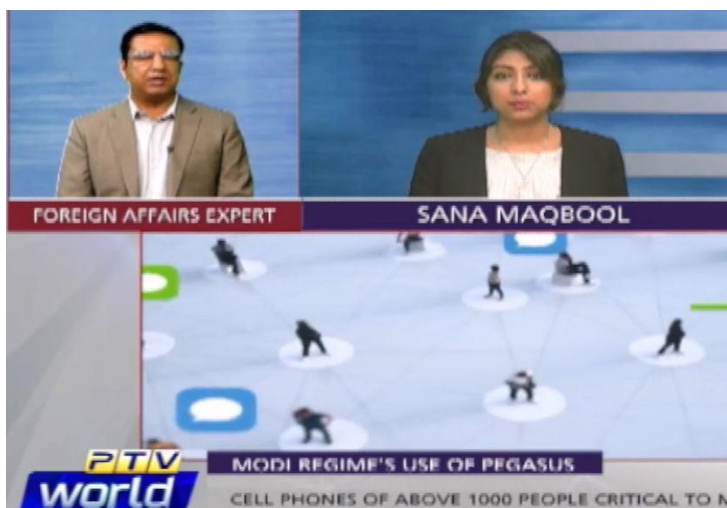 FOREIGN AFFAIRS EXPERT
SANA MAQBOOL
PTV
world
MODI REGIME'S USE OF PEGASUS
CELL PHONES OF ABOVE 1000 PEOPLE CRITICAL TO M